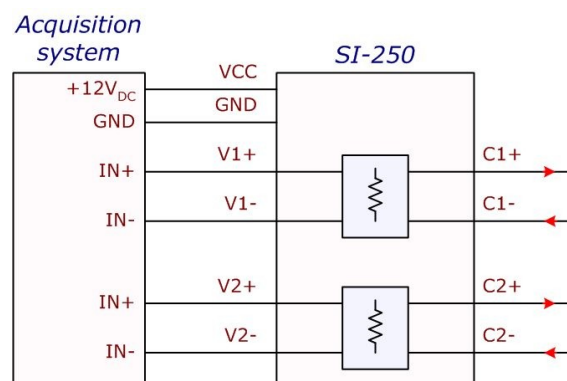 Acquisition
system
SI-250
+12VDC
VCC
GND
GND
IN+
V1+
C1+
IN-
V1-
C1-
IN+
V2+
C2+
IN-
V2-
C2-